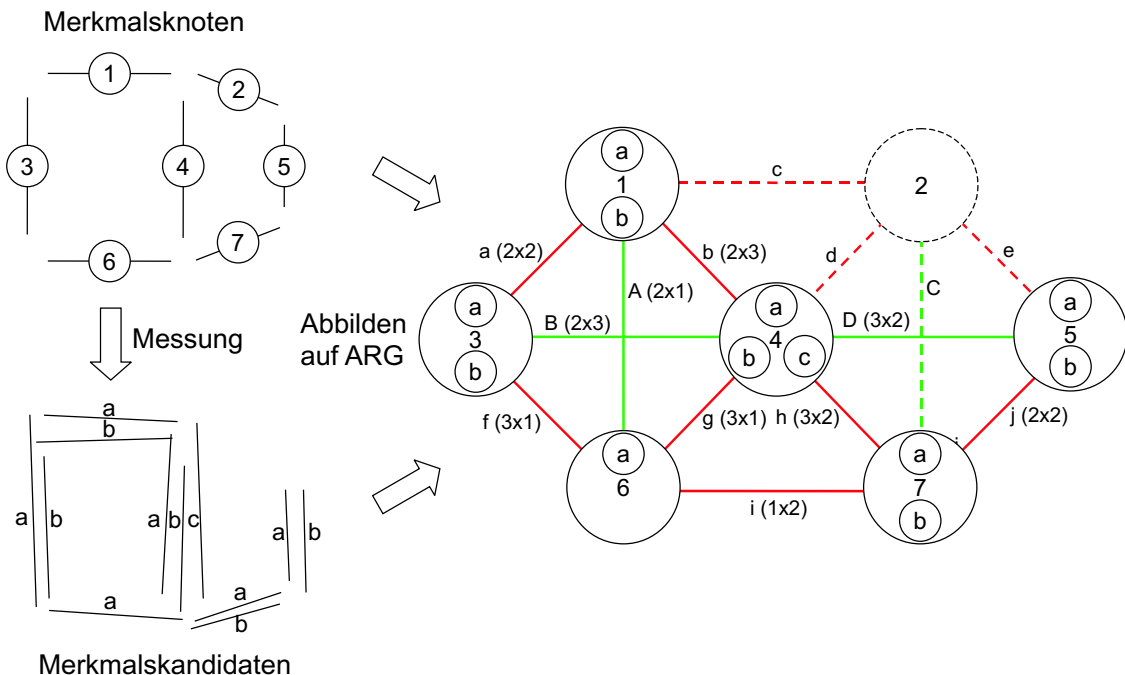 Merkmalsknoten
1
2
3
4
5
6
7
Messung
a
b
a
b
a
b
c
a
b
a
a
b
Merkmalskandidaten
Abbilden
auf ARG
a
1
b
c
2
a (2x2)
b (2x3)
d
e
A (2x1)
C
a
3
b
B (2x3)
a
4
b
c
D (3x2)
a
5
b
f (3x1)
g (3x1)
h (3x2)
j (2x2)
a
6
i (1x2)
a
7
b